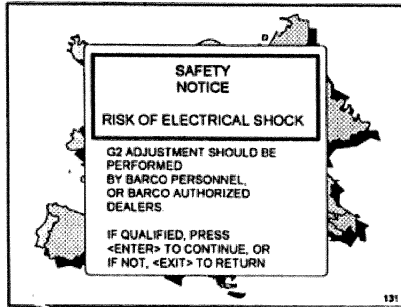 SAFETY
NOTICE
RISK OF ELECTRICAL SHOCK
G2 ADJUSTMENT SHOULD BE
PERFORMED
BY BARCO PERSONNEL,
OR BARCO AUTHORIZED
DEALERS.
IF QUALIFIED, PRESS
<ENTER> TO CONTINUE, OR
IF NOT, <EXIT> TO RETURN
131